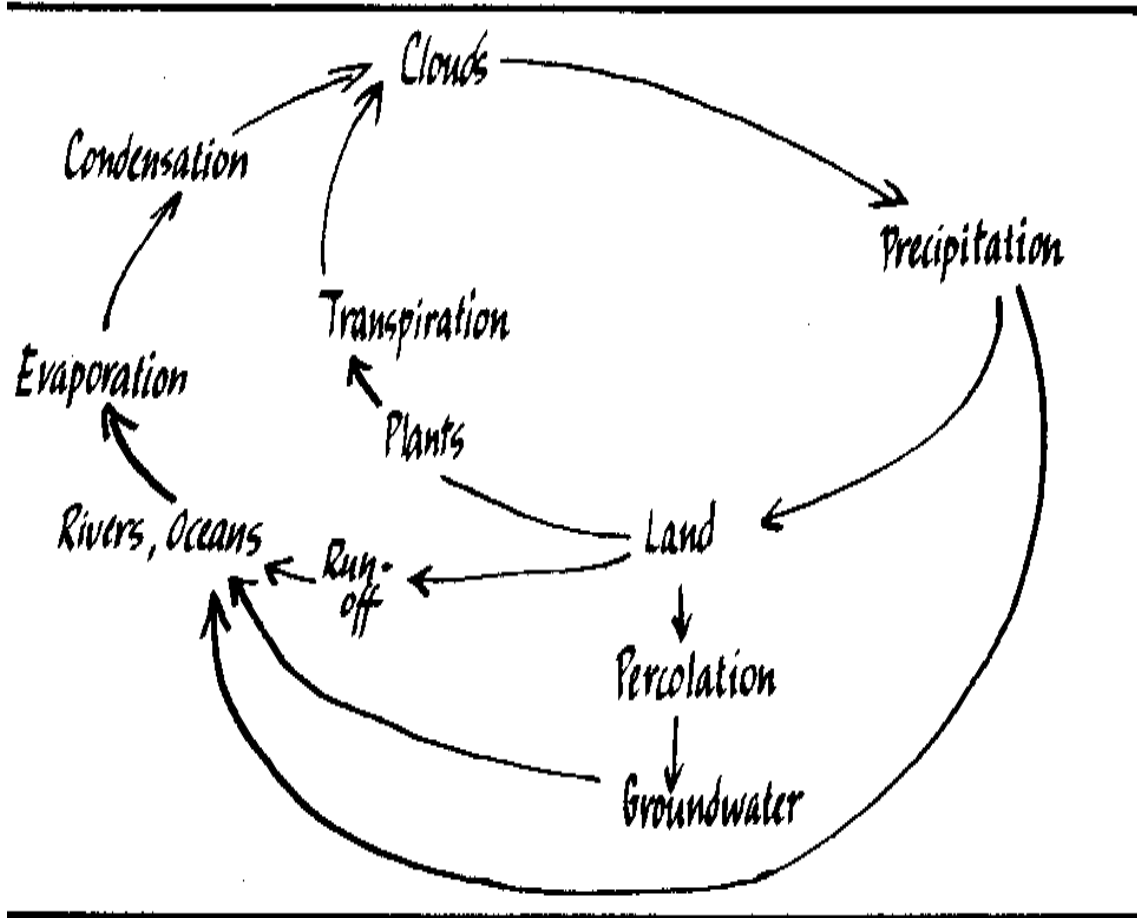 Clouds
Condensation
Precipitation
Transpiration
Evaporation
Plants
Rivers, Oceans
Land
Run-
off
Percolation
Groundwater